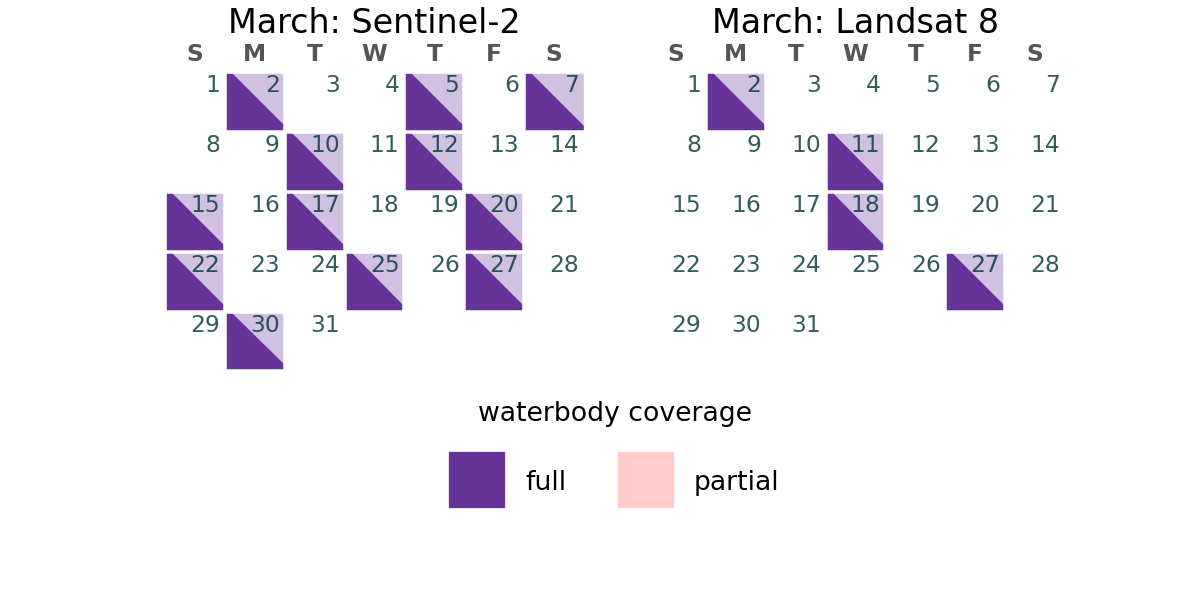 March: Sentinel-2
S M T W T F S
1 2 3 4 5 6 7
8 9 10 11 12 13 14
15 16 17 18 19 20 21
22 23 24 25 26 27 28
29 30 31
March: Landsat 8
S M T W T F S
1 2 3 4 5 6 7
8 9 10 11 12 13 14
15 16 17 18 19 20 21
22 23 24 25 26 27 28
29 30 31
waterbody coverage
full partial